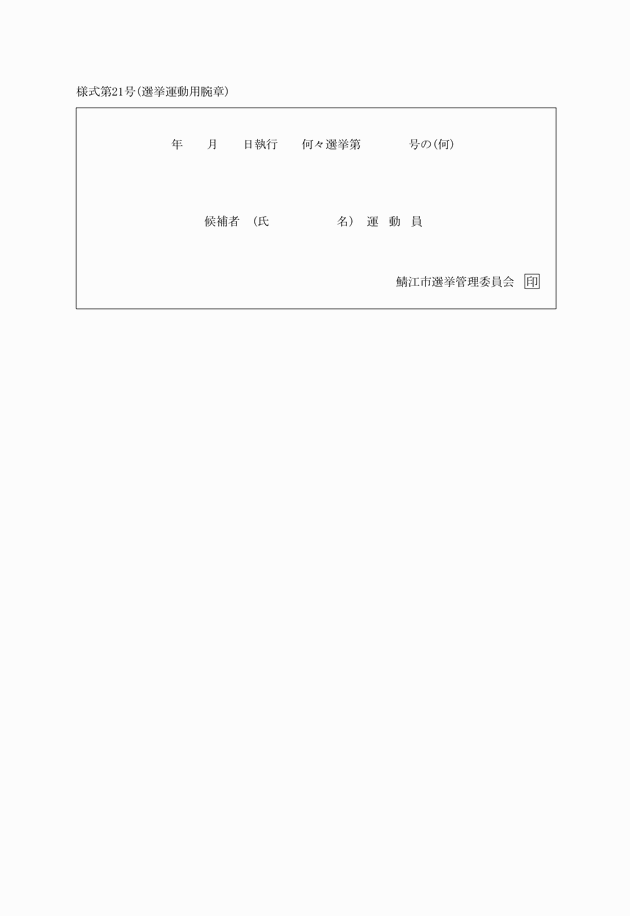 様式第21号(選挙運動用腕章)
年　　月　　日執行　　何々選挙第　　　　号の(何)
候補者　(氏　　　　　　名)　運　動　員
鯖江市選挙管理委員会　印